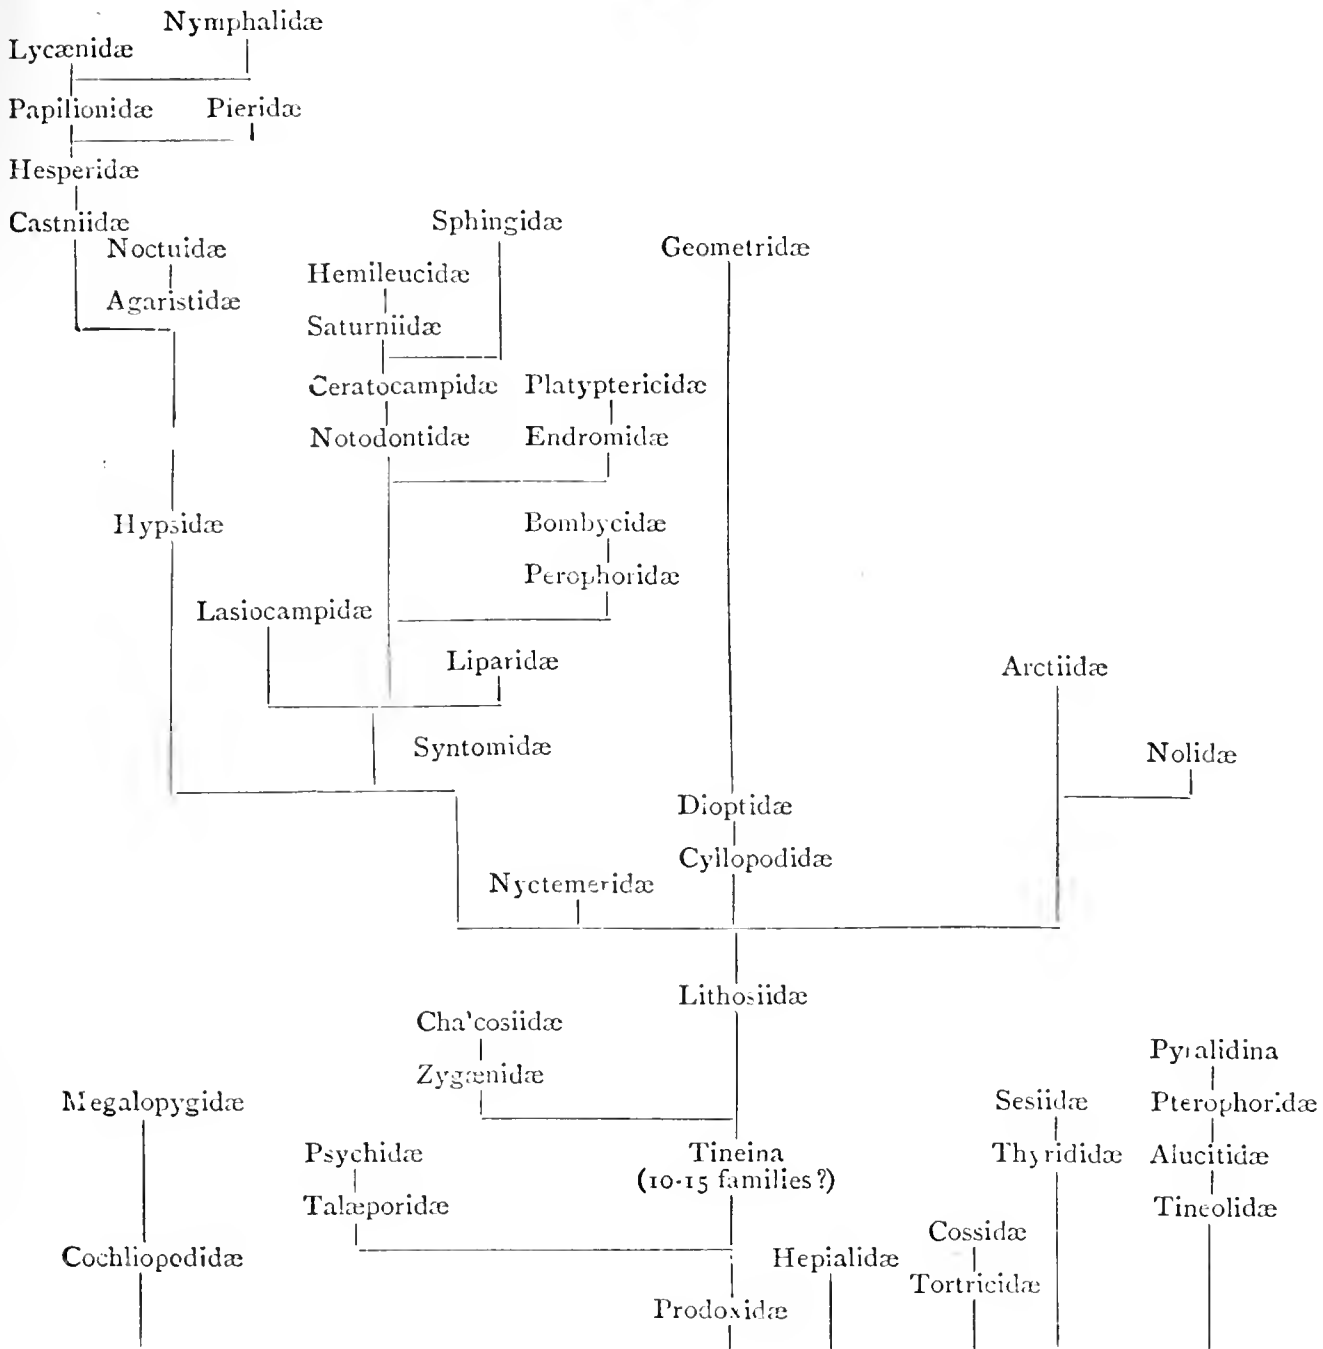 Nymphalidæ
Lycænidæ
Papilionidæ Pieridæ
Hesperidæ
Castniidæ
Sphingidæ
Noctuidæ
Geometridæ
Hemileucidæ
Agaristidæ
Saturniidæ
Ceratocampidæ Platyptericidæ
Notodontidæ Endromidæ
Hypsidæ
Bombycidæ
Perophoridæ
Lasiocampidæ
Liparidæ
Arctiidæ
Syntomidæ
Nolidæ
Dioptidæ
Cyllopodidæ
Nyctemeridæ
Lithosiidæ
Cha'cosiidæ
Pyralidina
Zygænidæ
Megalopygidæ
Sesiidæ
Pterophoridæ
Psychidæ
Tineina
Thyrididæ
Alucitidæ
(10-15 families?)
Talæporidæ
Tineolidæ
Cossidæ
Cochliopodidæ
Hepialidæ
Tortricidæ
Prodoxidæ